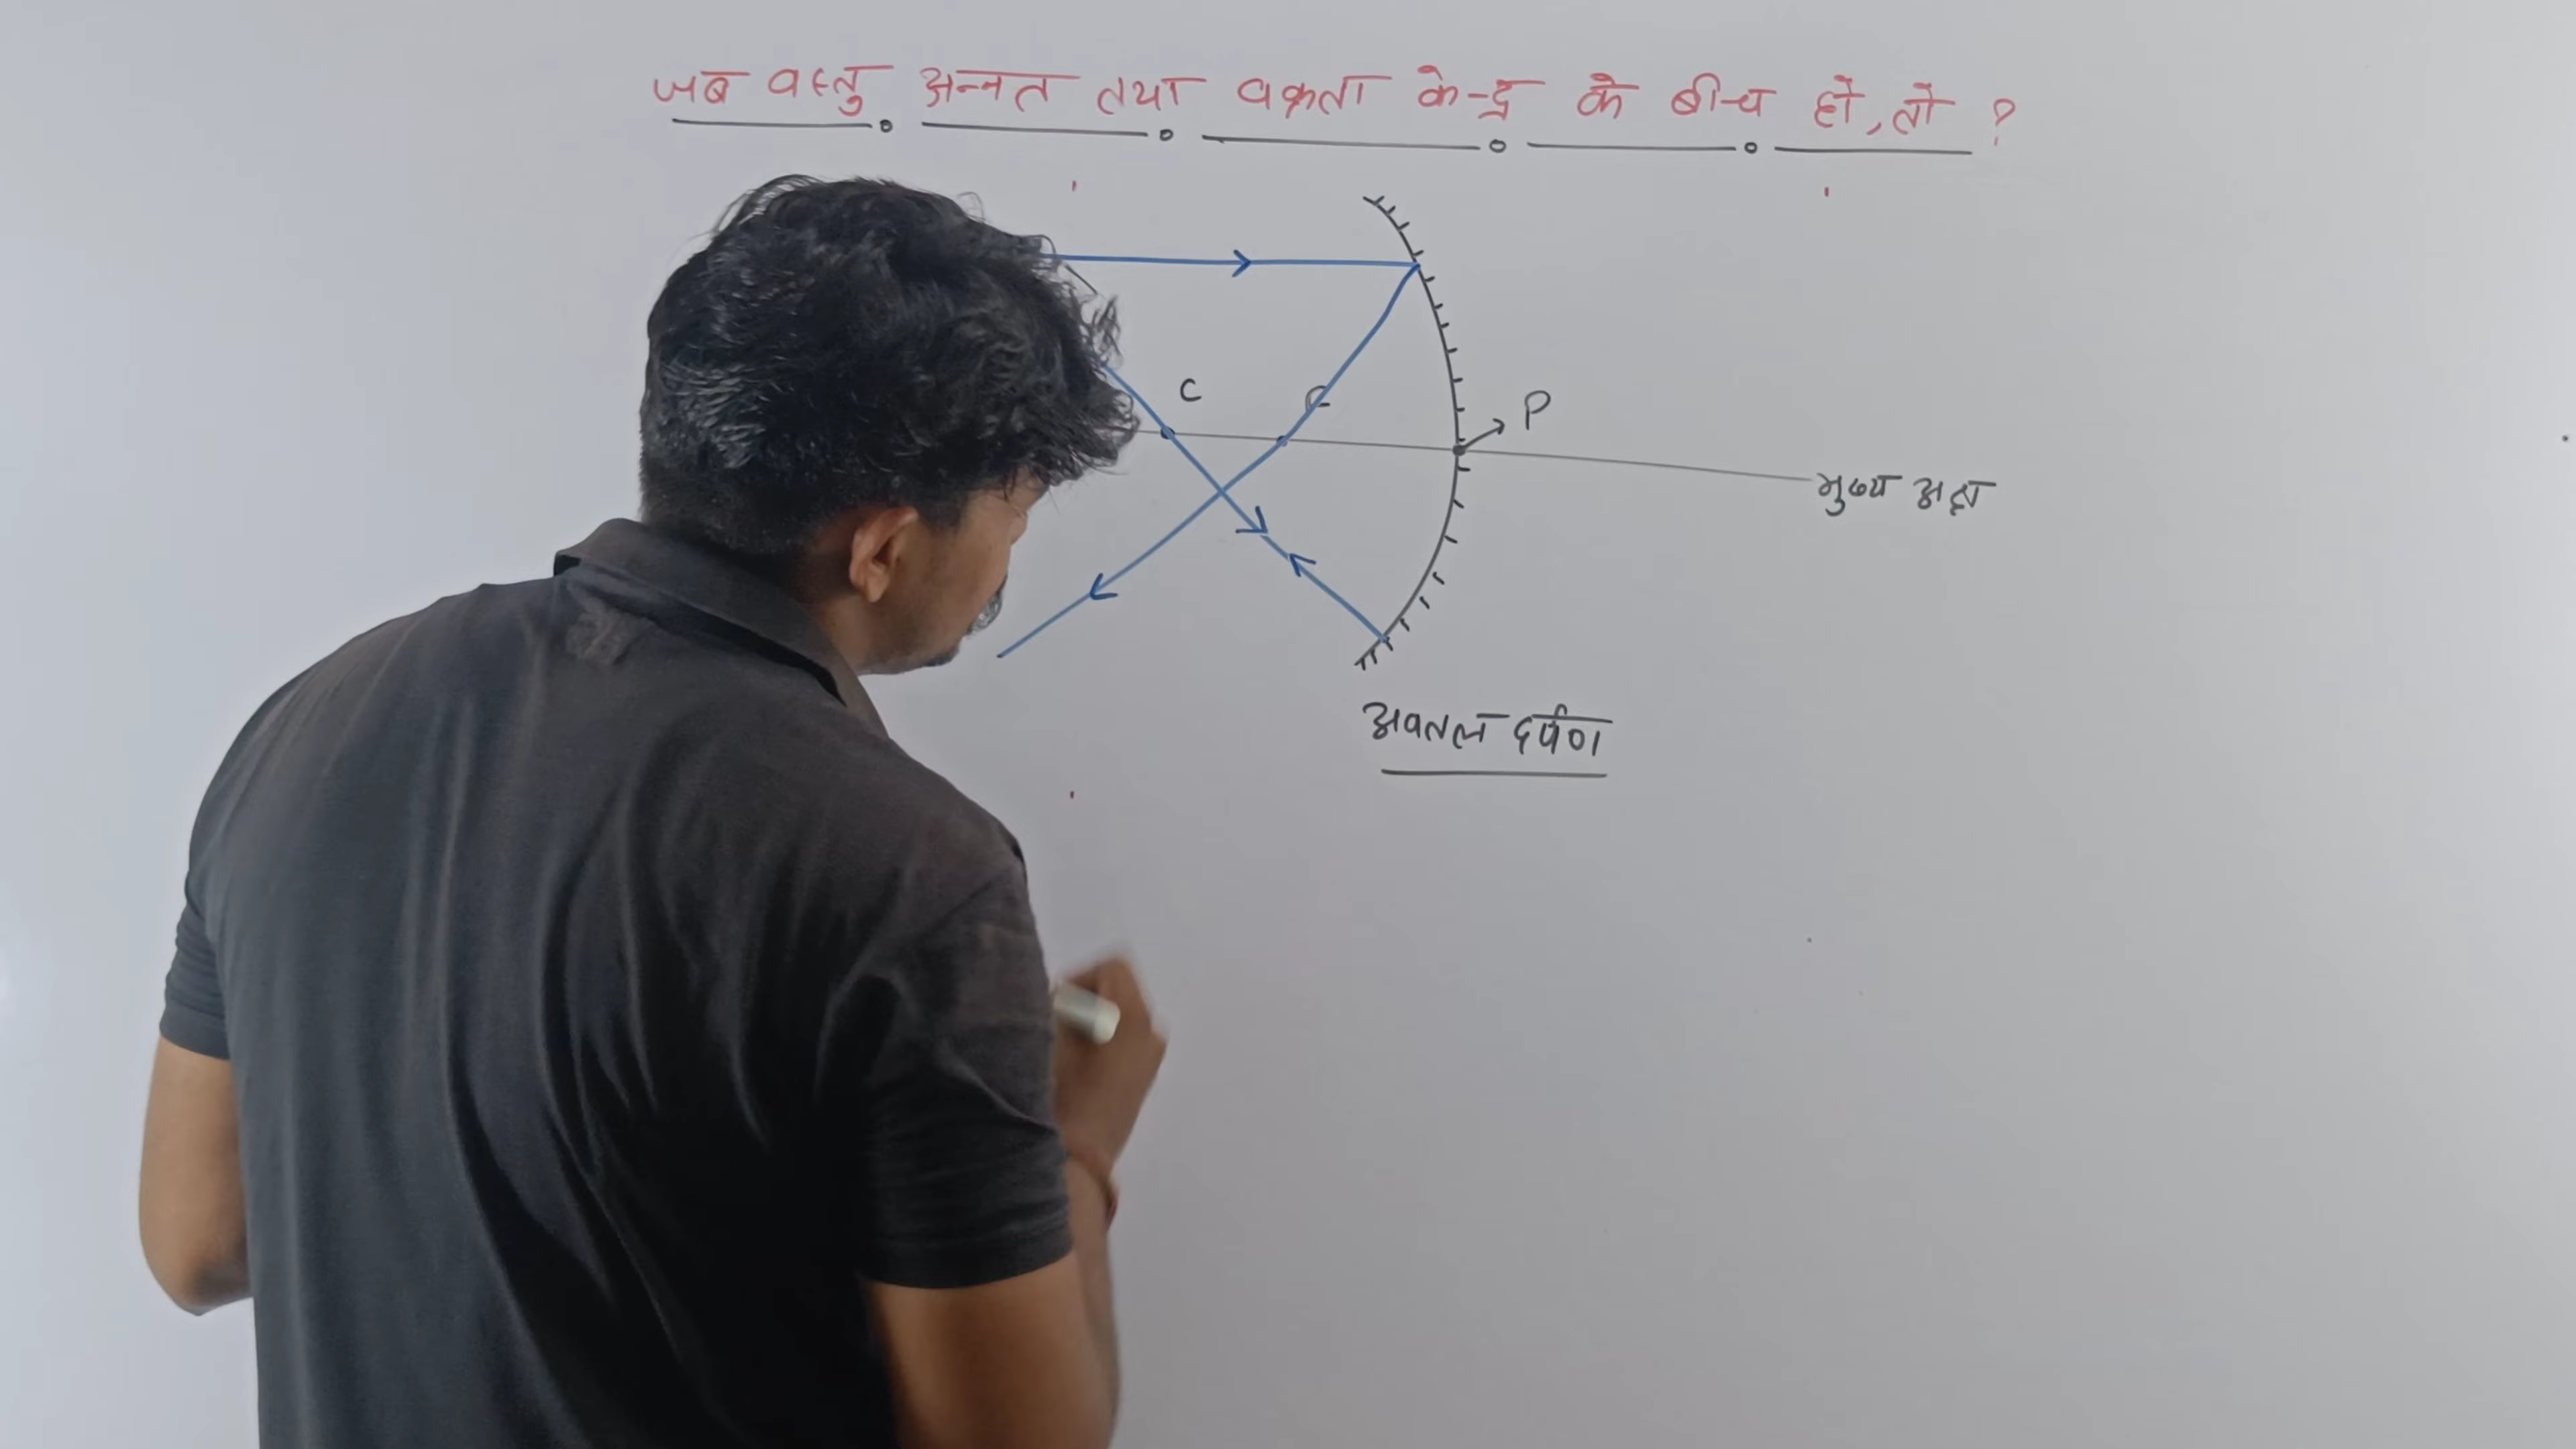 जब वस्तु अन्नत तथा वक्रता केन्द्र के बीच हो, तो ?
C
F
P
मुख्य अक्ष
अवतल दर्पण